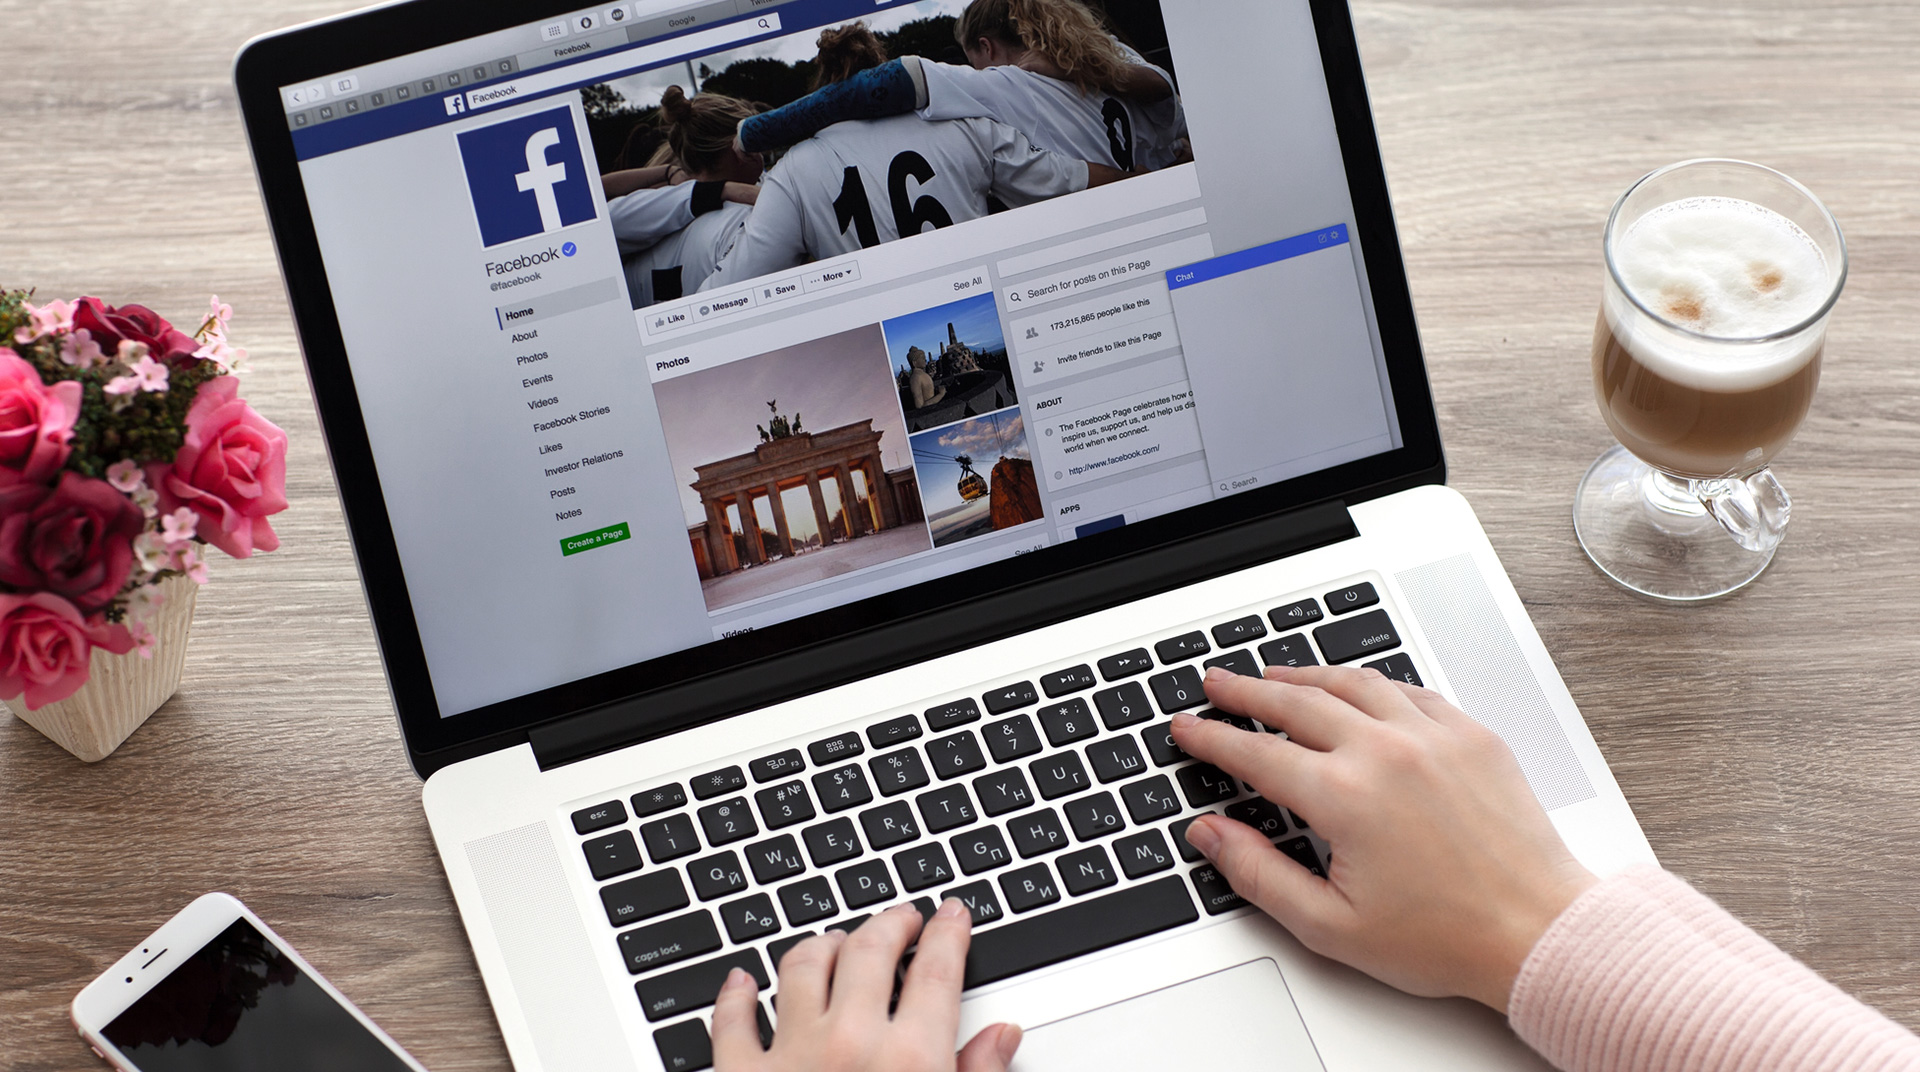 Facebook
Google
S M K I M T M 1 Q
f Facebook
f
16
Facebook
@facebook
Home
About
Photos
Events
Videos
Facebook Stories
Likes
Investor Relations
Posts
Notes
Create a Page
Like Message Save ··· More
See All
Photos
Search for posts on this Page
173,215,865 people like this
Invite friends to like this Page
ABOUT
The Facebook Page celebrates how
inspire us, support us, and help us dis
world when we connect.
http://www.facebook.com/
APPS
See All
Videos
Chat
Search
esc F1 F2 F3 F4 F5 F6 F7 F8 F9 F10 F11 F12
~ ! 1 @ " 2 # № 3 $ % 4 % : 5 ^ , 6 & . 7 * ; 8 ( 9 ) 0 - + = delete
tab Q Й W Ц E У R К T Е Y Н U Г I Ш
caps lock A Ф S Ы D В F А G П H Р J О K Л L Д
shift V М B И N Т M Ь > Ю
fn